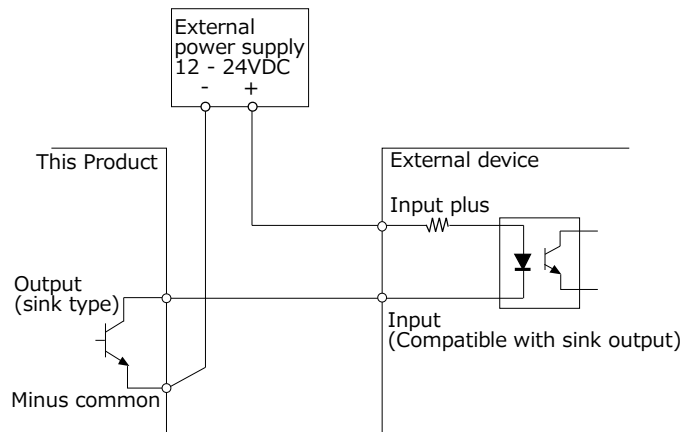 External
power supply
12 - 24VDC
- +
This Product
External device
Input plus
Output
(sink type)
Input
(Compatible with sink output)
Minus common